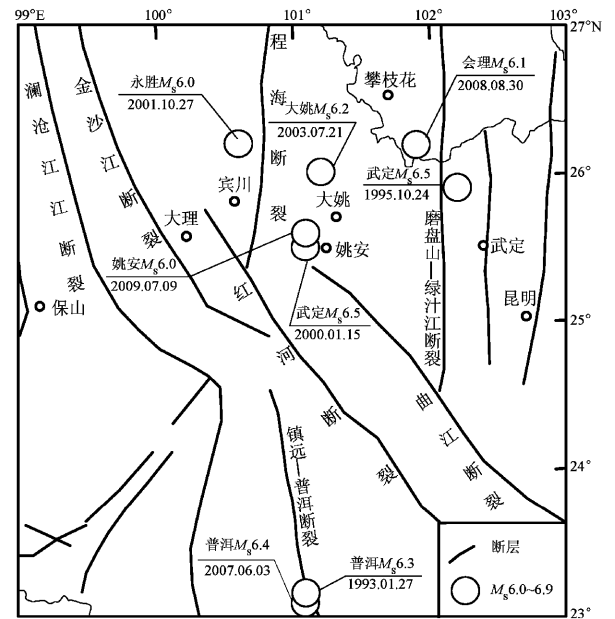 99°E 100° 101° 102° 103°
27°N
26°
25°
24°
23°
澜沧江断裂
金沙江断裂
程海断裂
永胜Ms6.0
2001.10.27
大姚Ms6.2
2003.07.21
攀枝花
会理Ms6.1
2008.08.30
武定Ms6.5
1995.10.24
宾川
大姚
大理
姚安
武定
昆明
保山
姚安Ms6.0
2009.07.09
武定Ms6.5
2000.01.15
磨盘山—绿汁江断裂
红河断裂
曲江断裂
镇远—普洱断裂
普洱Ms6.4
2007.06.03
普洱Ms6.3
1993.01.27
断层
Ms6.0~6.9